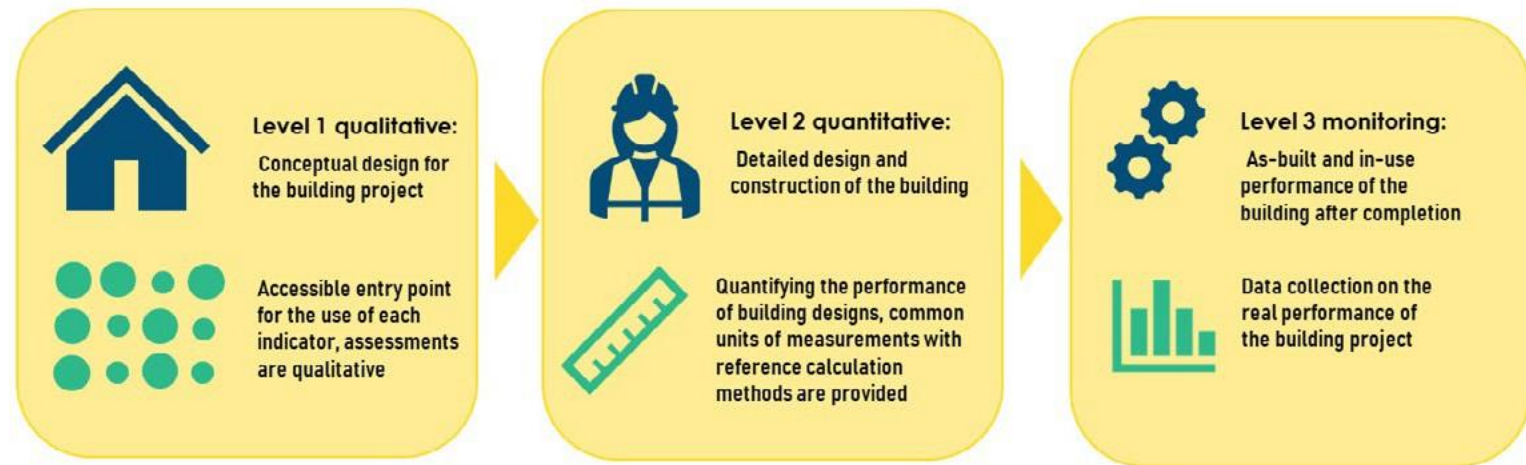 Level 1 qualitative:
Conceptual design for
the building project
Accessible entry point
for the use of each
indicator, assessments
are qualitative
Level 2 quantitative:
Detailed design and
construction of the building
Quantifying the performance
of building designs, common
units of measurements with
reference calculation
methods are provided
Level 3 monitoring:
As-built and in-use
performance of the
building after completion
Data collection on the
real performance of
the building project